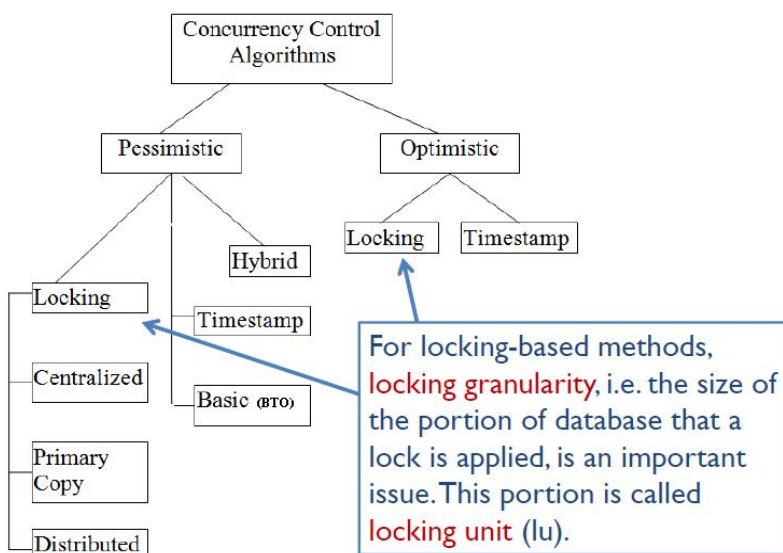 Concurrency Control
Algorithms
Pessimistic
Optimistic
Locking
Timestamp
Hybrid
Locking
Timestamp
Centralized
Basic (BTO)
Primary
Copy
Distributed
For locking-based methods,
locking granularity, i.e. the size of
the portion of database that a
lock is applied, is an important
issue. This portion is called
locking unit (lu).